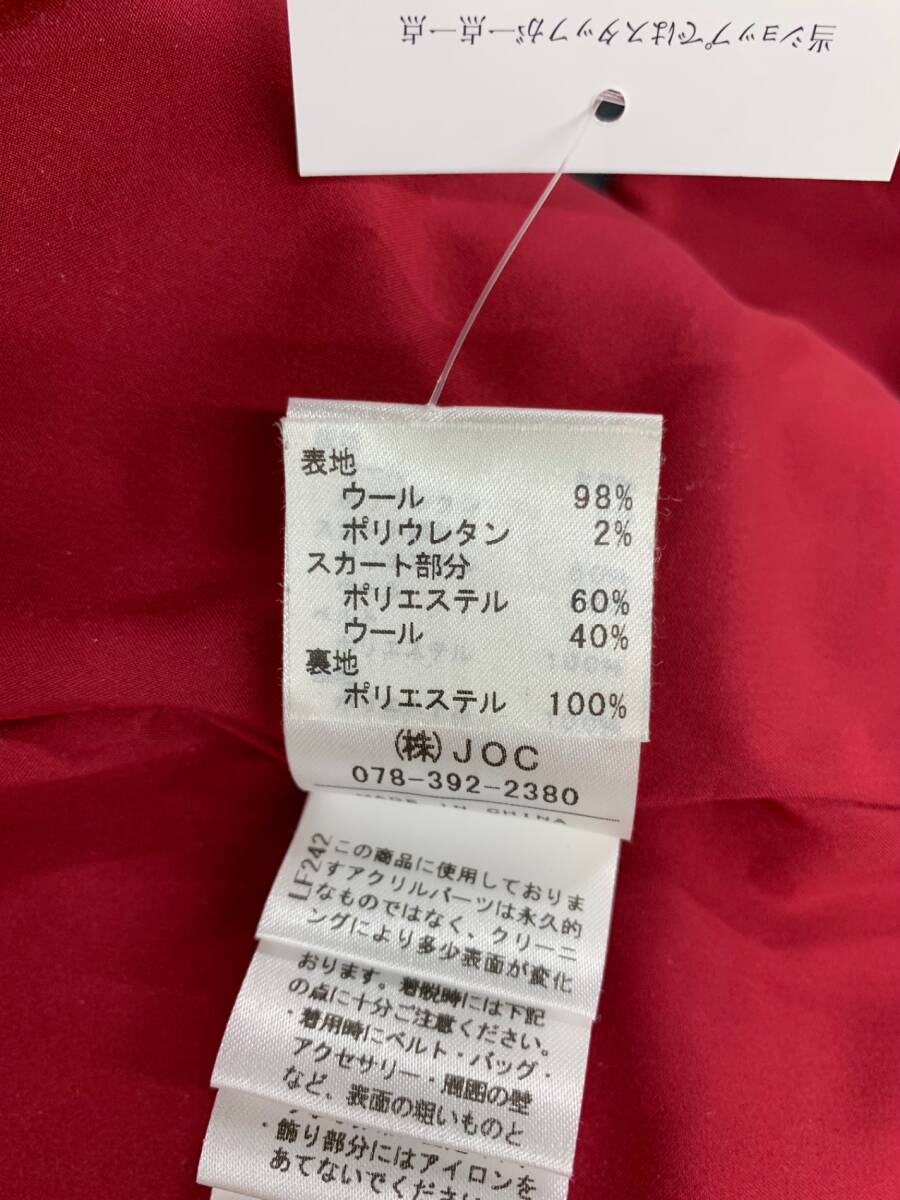 当ショップではスタッフが一点一点
表地
ウール 98%
ポリウレタン 2%
スカート部分
ポリエステル 60%
ウール 40%
裏地
ポリエステル 100%
(株)JOC
078-392-2380
MADE IN CHINA
LF242
この商品に使用しておりま
すアクリルパーツは永久的
なものではなく、クリーニ
ングにより多少表面が変化
おります。着脱時には下記
の点に十分ご注意ください。
・着用時にベルト・バッグ・
アクセサリー・周囲の壁
など、表面の粗いものと
・飾り部分にはアイロンを
あてないでください